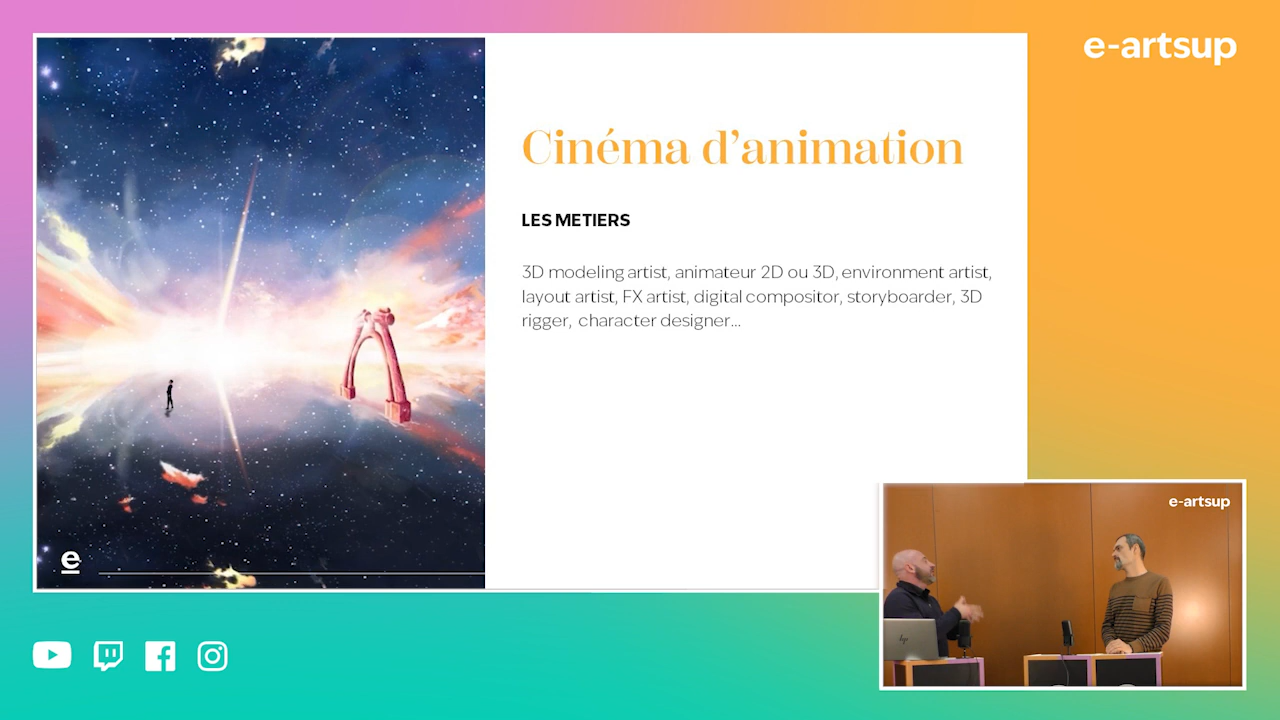 e-artsup
Cinéma d’animation
LES METIERS
3D modeling artist, animateur 2D ou 3D, environment artist,
layout artist, FX artist, digital compositor, storyboarder, 3D
rigger, character designer...
e
e-artsup
hp